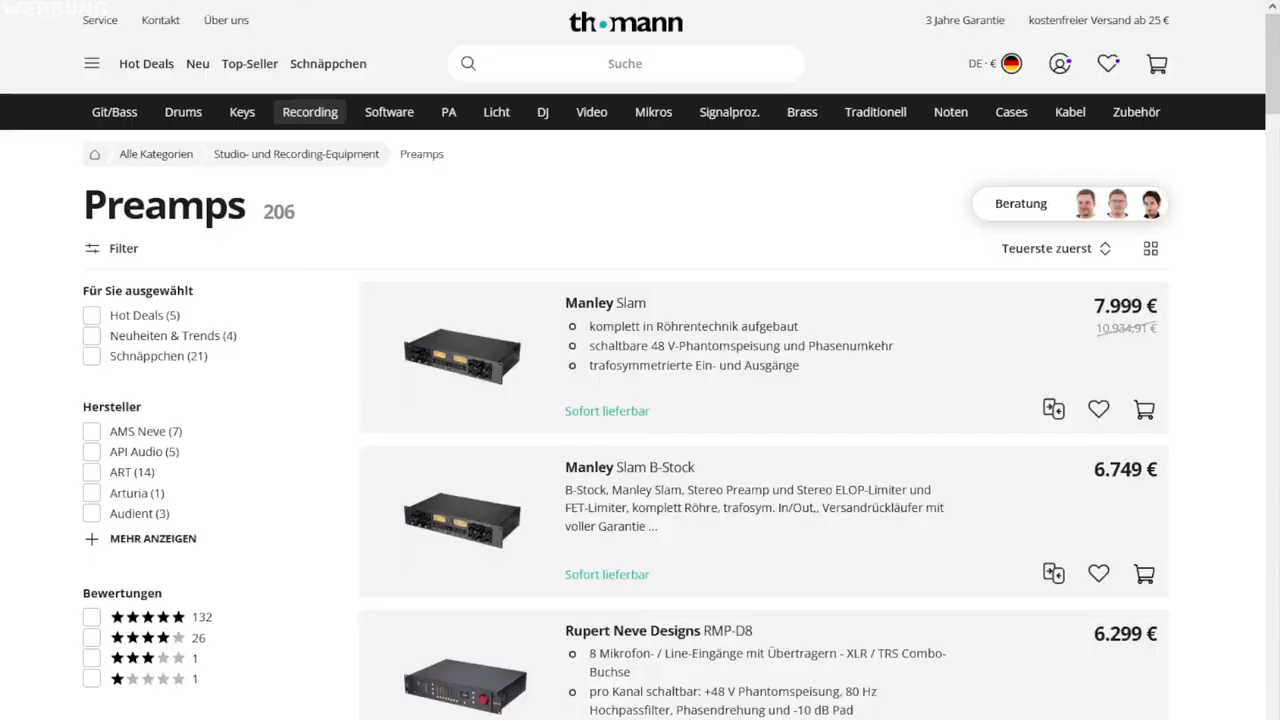 WERBUNG
Service Kontakt Über uns
th•mann
3 Jahre Garantie kostenfreier Versand ab 25 €
Hot Deals Neu Top-Seller Schnäppchen
Suche
DE · €
Git/Bass Drums Keys Recording Software PA Licht DJ Video Mikros Signalproz. Brass Traditionell Noten Cases Kabel Zubehör
Alle Kategorien Studio- und Recording-Equipment Preamps
Preamps 206
Beratung
Filter
Teuerste zuerst
Für Sie ausgewählt
Hot Deals (5)
Neuheiten & Trends (4)
Schnäppchen (21)
Hersteller
AMS Neve (7)
API Audio (5)
ART (14)
Arturia (1)
Audient (3)
MEHR ANZEIGEN
Bewertungen
★★★★★ 132
★★★★★ 26
★★★★★ 1
★★★★★ 1
Manley Slam
komplett in Röhrentechnik aufgebaut
schaltbare 48 V-Phantomspeisung und Phasenumkehr
trafosymmetrierte Ein- und Ausgänge
Sofort lieferbar
7.999 €
10.934,91 €
Manley Slam B-Stock
B-Stock, Manley Slam, Stereo Preamp und Stereo ELOP-Limiter und
FET-Limiter, komplett Röhre, trafosym. In/Out,, Versandrückläufer mit
voller Garantie ...
Sofort lieferbar
6.749 €
Rupert Neve Designs RMP-D8
8 Mikrofon- / Line-Eingänge mit Übertragern - XLR / TRS Combo-
Buchse
pro Kanal schaltbar: +48 V Phantomspeisung, 80 Hz
Hochpassfilter, Phasendrehung und -10 dB Pad
6.299 €